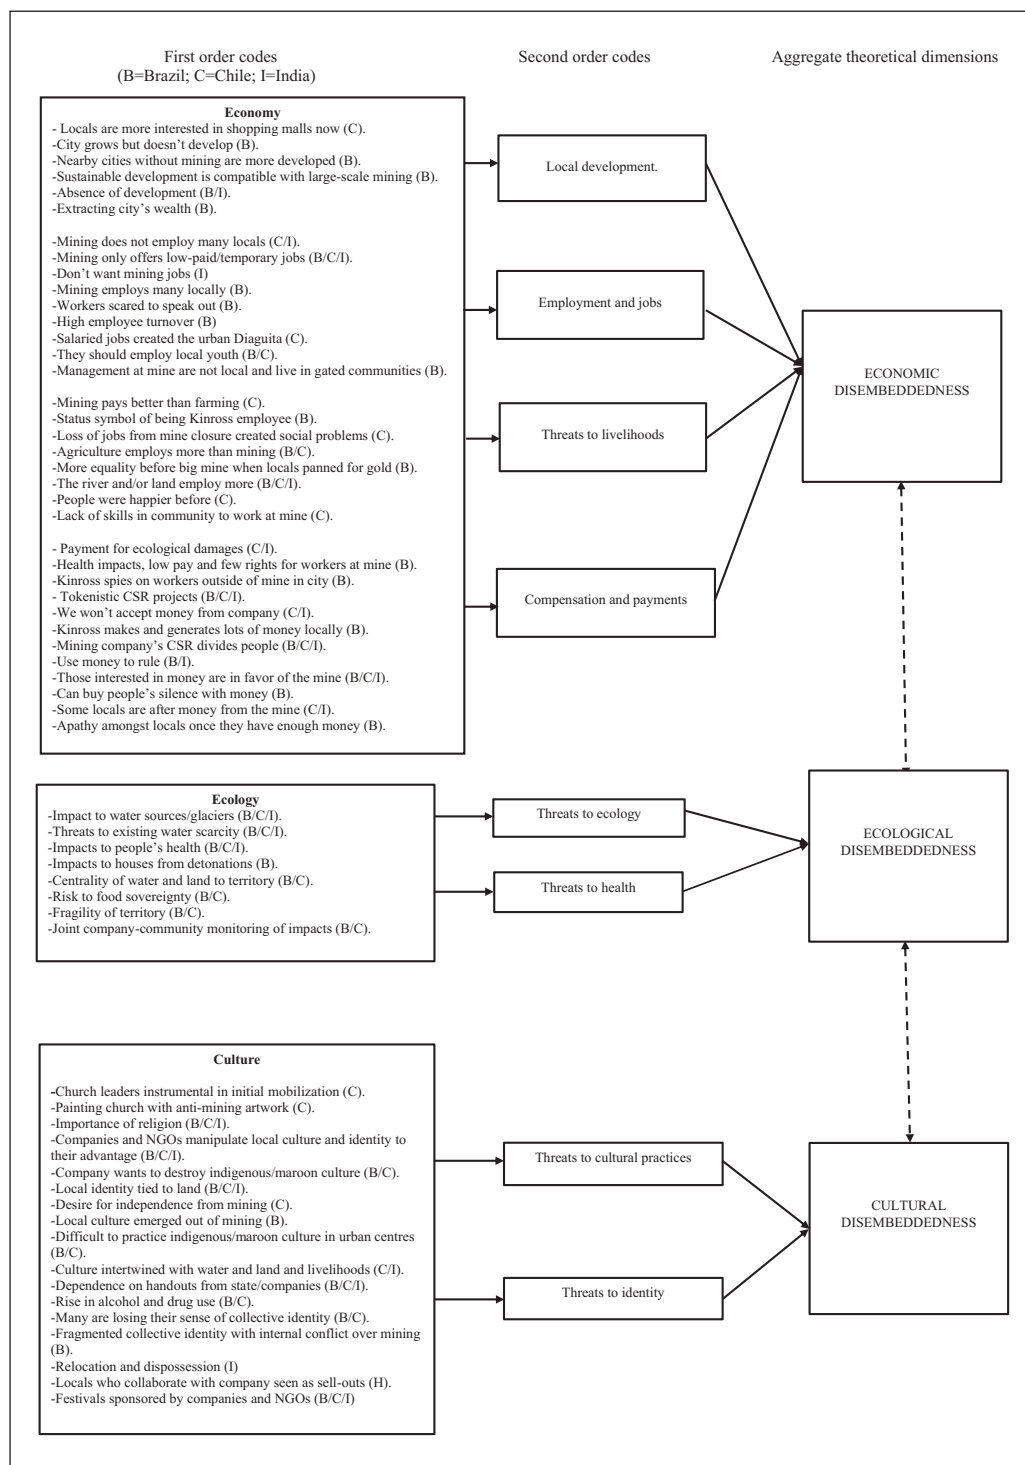 First order codes
(B=Brazil; C=Chile; I=India)
Second order codes
Aggregate theoretical dimensions
Economy
- Locals are more interested in shopping malls now (C).
-City grows but doesn't develop (B).
-Nearby cities without mining are more developed (B).
-Sustainable development is compatible with large-scale mining (B).
-Absence of development (B/I).
-Extracting city's wealth (B).
-Mining does not employ many locals (C/I).
-Mining only offers low-paid/temporary jobs (B/C/I).
-Don't want mining jobs (I)
-Mining employs many locally (B).
-Workers scared to speak out (B).
-High employee turnover (B)
-Salaried jobs created the urban Diaguita (C).
-They should employ local youth (B/C).
-Management at mine are not local and live in gated communities (B).
-Mining pays better than farming (C).
-Status symbol of being Kinross employee (B).
-Loss of jobs from mine closure created social problems (C).
-Agriculture employs more than mining (B/C).
-More equality before big mine when locals panned for gold (B).
-The river and/or land employ more (B/C/I).
-People were happier before (C).
-Lack of skills in community to work at mine (C).
- Payment for ecological damages (C/I).
-Health impacts, low pay and few rights for workers at mine (B).
-Kinross spies on workers outside of mine in city (B).
- Tokenistic CSR projects (B/C/I).
-We won't accept money from company (C/I).
-Kinross makes and generates lots of money locally (B).
-Mining company's CSR divides people (B/C/I).
-Use money to rule (B/I).
-Those interested in money are in favor of the mine (B/C/I).
-Can buy people's silence with money (B).
-Some locals are after money from the mine (C/I).
-Apathy amongst locals once they have enough money (B).
Local development.
Employment and jobs
Threats to livelihoods
Compensation and payments
ECONOMIC
DISEMBEDDEDNESS
Ecology
-Impact to water sources/glaciers (B/C/I).
-Threats to existing water scarcity (B/C/I).
-Impacts to people's health (B/C/I).
-Impacts to houses from detonations (B).
-Centrality of water and land to territory (B/C).
-Risk to food sovereignty (B/C).
-Fragility of territory (B/C).
-Joint company-community monitoring of impacts (B/C).
Threats to ecology
Threats to health
ECOLOGICAL
DISEMBEDDEDNESS
Culture
-Church leaders instrumental in initial mobilization (C).
-Painting church with anti-mining artwork (C).
-Importance of religion (B/C/I).
-Companies and NGOs manipulate local culture and identity to
their advantage (B/C/I).
-Company wants to destroy indigenous/maroon culture (B/C).
-Local identity tied to land (B/C/I).
-Desire for independence from mining (C).
-Local culture emerged out of mining (B).
-Difficult to practice indigenous/maroon culture in urban centres
(B/C).
-Culture intertwined with water and land and livelihoods (C/I).
-Dependence on handouts from state/companies (B/C/I).
-Rise in alcohol and drug use (B/C).
-Many are losing their sense of collective identity (B/C).
-Fragmented collective identity with internal conflict over mining
(B).
-Relocation and dispossession (I)
-Locals who collaborate with company seen as sell-outs (H).
-Festivals sponsored by companies and NGOs (B/C/I)
Threats to cultural practices
Threats to identity
CULTURAL
DISEMBEDDEDNESS